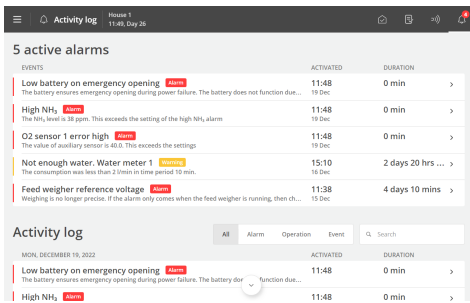 Activity log
House 1
11:49, Day 26
4
5 active alarms
EVENTS ACTIVATED DURATION
Low battery on emergency opening Alarm 11:48 0 min
The battery ensures emergency opening during power failure. The battery does not function due... 19 Dec
High NH₃ Alarm 11:48 0 min
The NH₃ level is 38 ppm. This exceeds the setting of the high NH₃ alarm 19 Dec
O2 sensor 1 error high Alarm 11:48 0 min
The value of auxiliary sensor is 40.0. This exceeds the settings 19 Dec
Not enough water. Water meter 1 Warning 15:10 2 days 20 hrs ...
The consumption was less than 2 l/min in time period 10 min. 16 Dec
Feed weigher reference voltage Alarm 11:38 4 days 10 mins
Weighing is no longer precise. If the alarm only comes when the feed weigher is running, then ch... 15 Dec
Activity log All Alarm Operation Event Search
MON, DECEMBER 19, 2022 ACTIVATED DURATION
Low battery on emergency opening Alarm 11:48 0 min
The battery ensures emergency opening during power failure. The battery function due... 19 Dec
High NH₃ Alarm 11:48 0 min